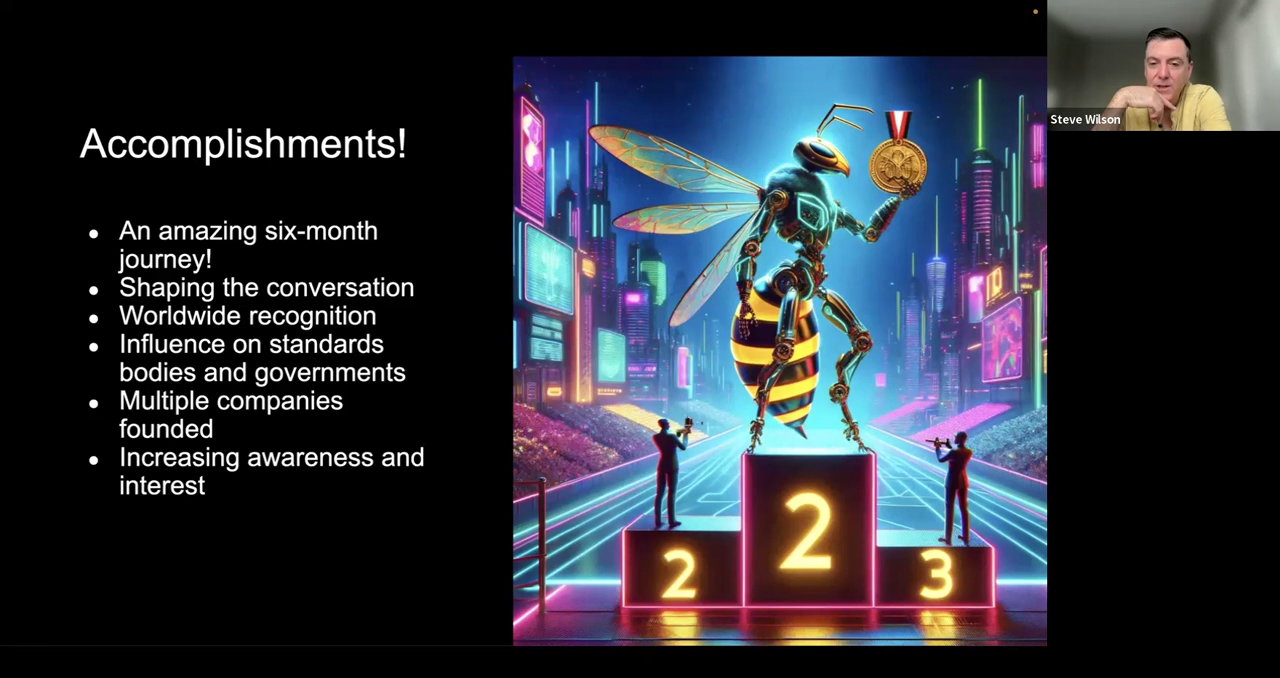 Accomplishments!
● An amazing six-month
journey!
● Shaping the conversation
● Worldwide recognition
● Influence on standards
bodies and governments
● Multiple companies
founded
● Increasing awareness and
interest
2
2
3
Steve Wilson